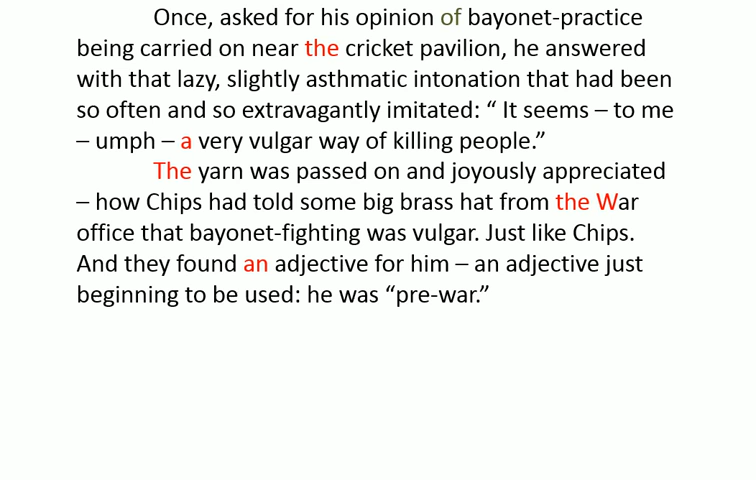 Once, asked for his opinion of bayonet-practice
being carried on near the cricket pavilion, he answered
with that lazy, slightly asthmatic intonation that had been
so often and so extravagantly imitated: “ It seems – to me
– umph – a very vulgar way of killing people.”
The yarn was passed on and joyously appreciated
– how Chips had told some big brass hat from the War
office that bayonet-fighting was vulgar. Just like Chips.
And they found an adjective for him – an adjective just
beginning to be used: he was “pre-war.”